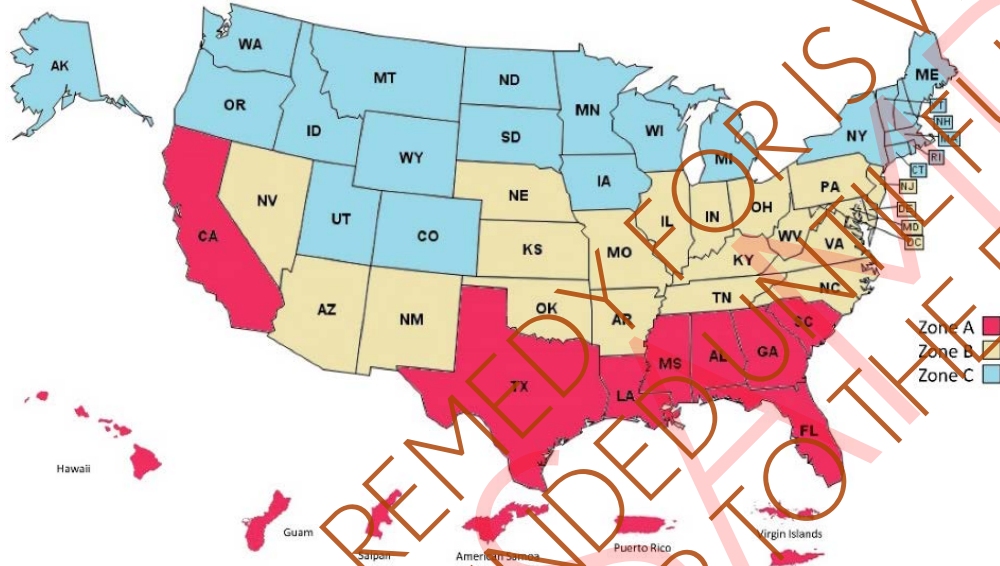 AK
WA
OR
ID
MT
WY
ND
SD
MN
WI
MI
IA
NY
ME
NH
RI
CT
NJ
DE
MD
DC
CA
NV
UT
CO
AZ
NM
NE
KS
OK
MO
AR
IL
IN
OH
KY
TN
WV
VA
PA
NC
SC
TX
LA
MS
AL
GA
FL
Zone A
Zone B
Zone C
Hawaii
Guam
Saipan
American Samoa
Puerto Rico
Virgin Islands
REMEDY FOR IS
TO THE